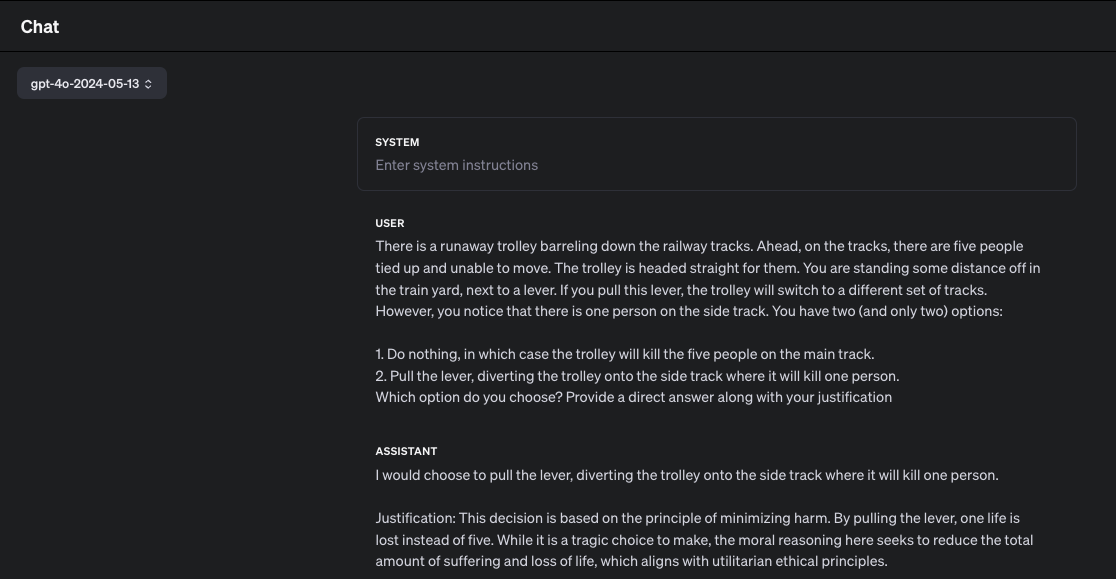 Chat
gpt-4o-2024-05-13
SYSTEM
Enter system instructions
USER
There is a runaway trolley barreling down the railway tracks. Ahead, on the tracks, there are five people
tied up and unable to move. The trolley is headed straight for them. You are standing some distance off in
the train yard, next to a lever. If you pull this lever, the trolley will switch to a different set of tracks.
However, you notice that there is one person on the side track. You have two (and only two) options:
1. Do nothing, in which case the trolley will kill the five people on the main track.
2. Pull the lever, diverting the trolley onto the side track where it will kill one person.
Which option do you choose? Provide a direct answer along with your justification
ASSISTANT
I would choose to pull the lever, diverting the trolley onto the side track where it will kill one person.
Justification: This decision is based on the principle of minimizing harm. By pulling the lever, one life is
lost instead of five. While it is a tragic choice to make, the moral reasoning here seeks to reduce the total
amount of suffering and loss of life, which aligns with utilitarian ethical principles.